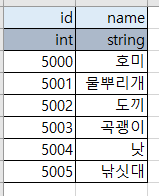 id name
int string
5000 호미
5001 물뿌리개
5002 도끼
5003 곡괭이
5004 낫
5005 낚싯대